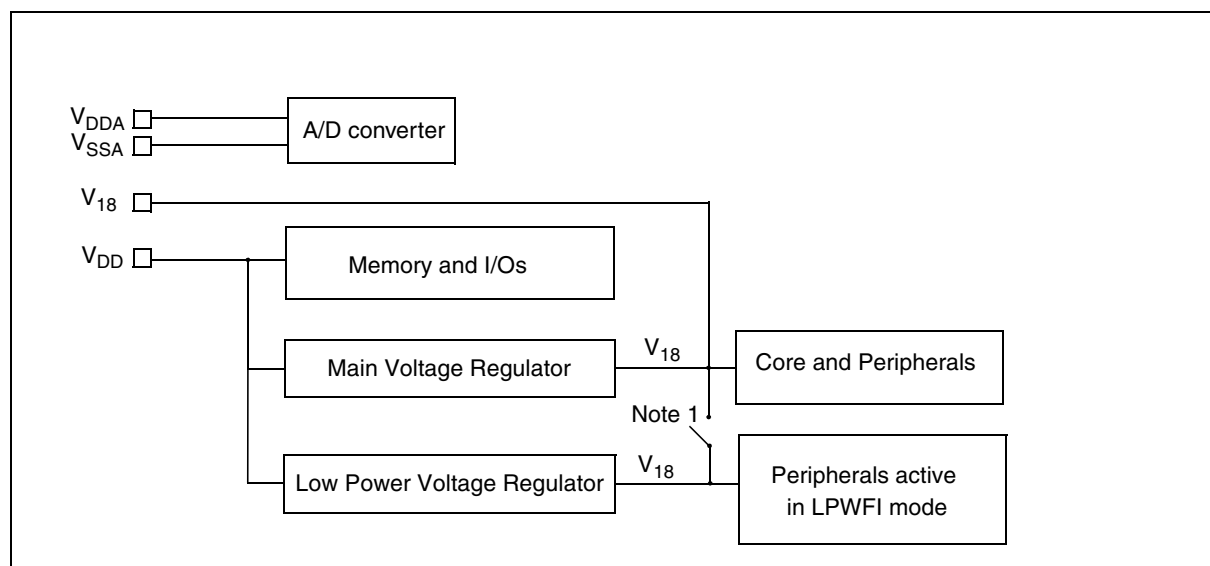 VDDA
VSSA
A/D converter
V18
VDD
Memory and I/Os
Main Voltage Regulator
V18
Core and Peripherals
Note 1
Low Power Voltage Regulator
V18
Peripherals active
in LPWFI mode